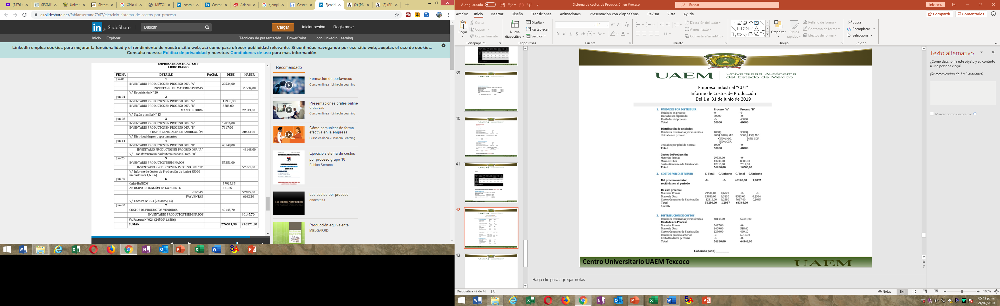 (7376
SECME
Univer
Sistem
Ciclo d
MÉTO
costo p
Costos
Ask.co
ejempl
Costec
Ejercic
(2) (PD
(2) (PD
es.slideshare.net/fabianserrano7967/ejercicio-sistema-de-costos-por-proceso
SlideShare
Buscar
Cargar
Iniciar sesión
Registrarse
Inicio
Explorar
Técnicas de presentación
PowerPoint
con LinkedIn Learning
LinkedIn emplea cookies para mejorar la funcionalidad y el rendimiento de nuestro sitio web, así como para ofrecer publicidad relevante. Si continúas navegando por ese sitio web, aceptas el uso de cookies.
Consulta nuestra Política de privacidad y nuestras Condiciones de uso para más información.
EMPRESA INDUSTRIAL "CUT"
LIBRO DIARIO
FECHA DETALLE PACIAL DEBE HABER
Jun-01 1
INVENTARIO PRODUCTOS EN PROCESO DEP. "A" 29534,00
INVENTARIO DE MATERIAS PRIMAS 29534,00
V/. Requisición N° 20
Jun-04 2
INVENTARIO PRODUCTOS EN PROCESO DEP. "A" 13930,00
INVENTARIO PRODUCTOS EN PROCESO DEP. "B" 8583,00
MANO DE OBRA 22513,00
V/. Según planilla N° 13
Jun-08 3
INVENTARIO PRODUCTOS EN PROCESO DEP. "A" 12816,00
INVENTARIO PRODUCTOS EN PROCESO DEP. "B" 7617,00
COSTOS GENERALES DE FABRICACIÓN 20433,00
V/. Distribución por departamentos
Jun-14 4
INVENTARIO PRODUCTOS EN PROCESO DEP. "B" 48148,00
INVENTARIO PRODUCTOS EN PROCESO DEP. "A" 48148,00
V/. Transferencia unidades terminadas al Dep. "B"
Jun-25 5
INVENTARIO PRODUCTOS TERMINADOS 57351,00
INVENTARIO PRODUCTOS EN PROCESO DEP. "B" 57351,00
V/. Informe de Costos de Producción de junio (35000
unidades a $ 1,6386)
Jun-30 6
CAJA-BANCOS 57925,35
ANTICIPO RETENCIÓN EN LA FUENTE 521,85
VENTAS 52185,00
IVA VENTAS 6262,20
V/. Factura N° 024 (24500*2,13)
Jun-30 7
COSTOS DE PRODUCTOS VENDIDOS 40145,70
INVENTARIO PRODUCTOS TERMINADOS 40145,70
V/. Factura N° 024 (24500*1,6386)
SUMAN 276571,90 276571,90
Recomendado
Formación de portavoces
Curso en línea - LinkedIn Learning
Presentaciones orales online
efectivas
Curso en línea - LinkedIn Learning
Cómo comunicar de forma
efectiva en la empresa
Curso en línea - LinkedIn Learning
Ejercicio sistema de costos
por proceso grupo 10
Fabian Serrano
LOS COSTOS POR PROCESO
Los costos por proceso
enocbtos3
Producción equivalente
MELGARRD
Autoguardado
Sistema de costos de Producción en Proceso
Buscar
Inic. ses.
Archivo Inicio Insertar Diseño Transiciones Animaciones Presentación con diapositivas Revisar Vista Ayuda
Compartir
Comentarios
Pegar
Cortar
Copiar
Copiar formato
Portapapeles
Nueva
diapositiva
Diseño
Restablecer
Sección
Diapositivas
12
N K S S ab AV Aa A
Fuente
Dirección del texto
Alinear texto
Convertir a SmartArt
Párrafo
Organizar
Estilos
rápidos
Relleno de forma
Contorno de forma
Efectos de forma
Dibujo
Buscar
Reemplazar
Seleccionar
Edición
39
40
41
42
43
UAEM
Universidad Autónoma
del Estado de México
Empresa Industrial “CUT”
Informe de Costos de Producción
Del 1 al 31 de junio de 2019
1. UNIDADES POR DISTRIBUIR Proceso "A" Proceso "B"
Unidades en proceso -0- -0-
Iniciadas en el periodo 50000 -0-
Recibidas del proceso -0- 40000
Total 50000 40000
Distribución de unidades
Unidades terminadas y transferidas 40000 35000
Unidades en proceso 9000 100% M.P. 5000 45% M.O.
50% M.O. 45% CGF.
50% CGF.
Unidades por pérdida normal 1000 -0-
Total 50000 40000
Costos de Producción
Materias Primas 29534,00 -0-
Mano de Obra 13930,00 8583,00
Costos Generales de Fabricación 12816,00 7617,00
Total 56280,00 16200,00
2. COSTOS POR DISTRIBUIR C. Total C. Unitario C. Total C. Unitario
Del proceso anterior -0- -0- 48148,00 1,2037
recibidas en el periodo
De este proceso:
Materias Primas 29534,00 0,6027 -0- -0-
Mano de Obra 13930,00 0,3130 8583,00 0,2304
Costos Generales de Fabricación 12816,00 0,2880 7617,00 0,2045
Total 56280,00 1,2037 64348,00
1,6386
3. DISTRIBUCIÓN DE COSTOS
Unidades terminadas y transferidas 48148,00 57351,00
Unidades en Proceso
Materias Primas 5427,00 -0-
Mano de Obra 1409,00 518,40
Costos Generales de Fabricación 1296,00 460,10
Unidades proceso anterior -0- 6018,50
Costo Unidades perdidas -0- -0-
Total 56280,00 64348,00
Elaborado por: f) ________
Centro Universitario UAEM Texcoco
UAEM
Haga clic para agregar notas
Texto alternativo
¿Cómo describiría este objeto y su contexto
a una persona ciega?
(Se recomiendan de 1 a 2 oraciones)
Marcar como decorativo
Diapositiva 42 de 46
Notas
108%
05:43 p. m.
24/09/2019